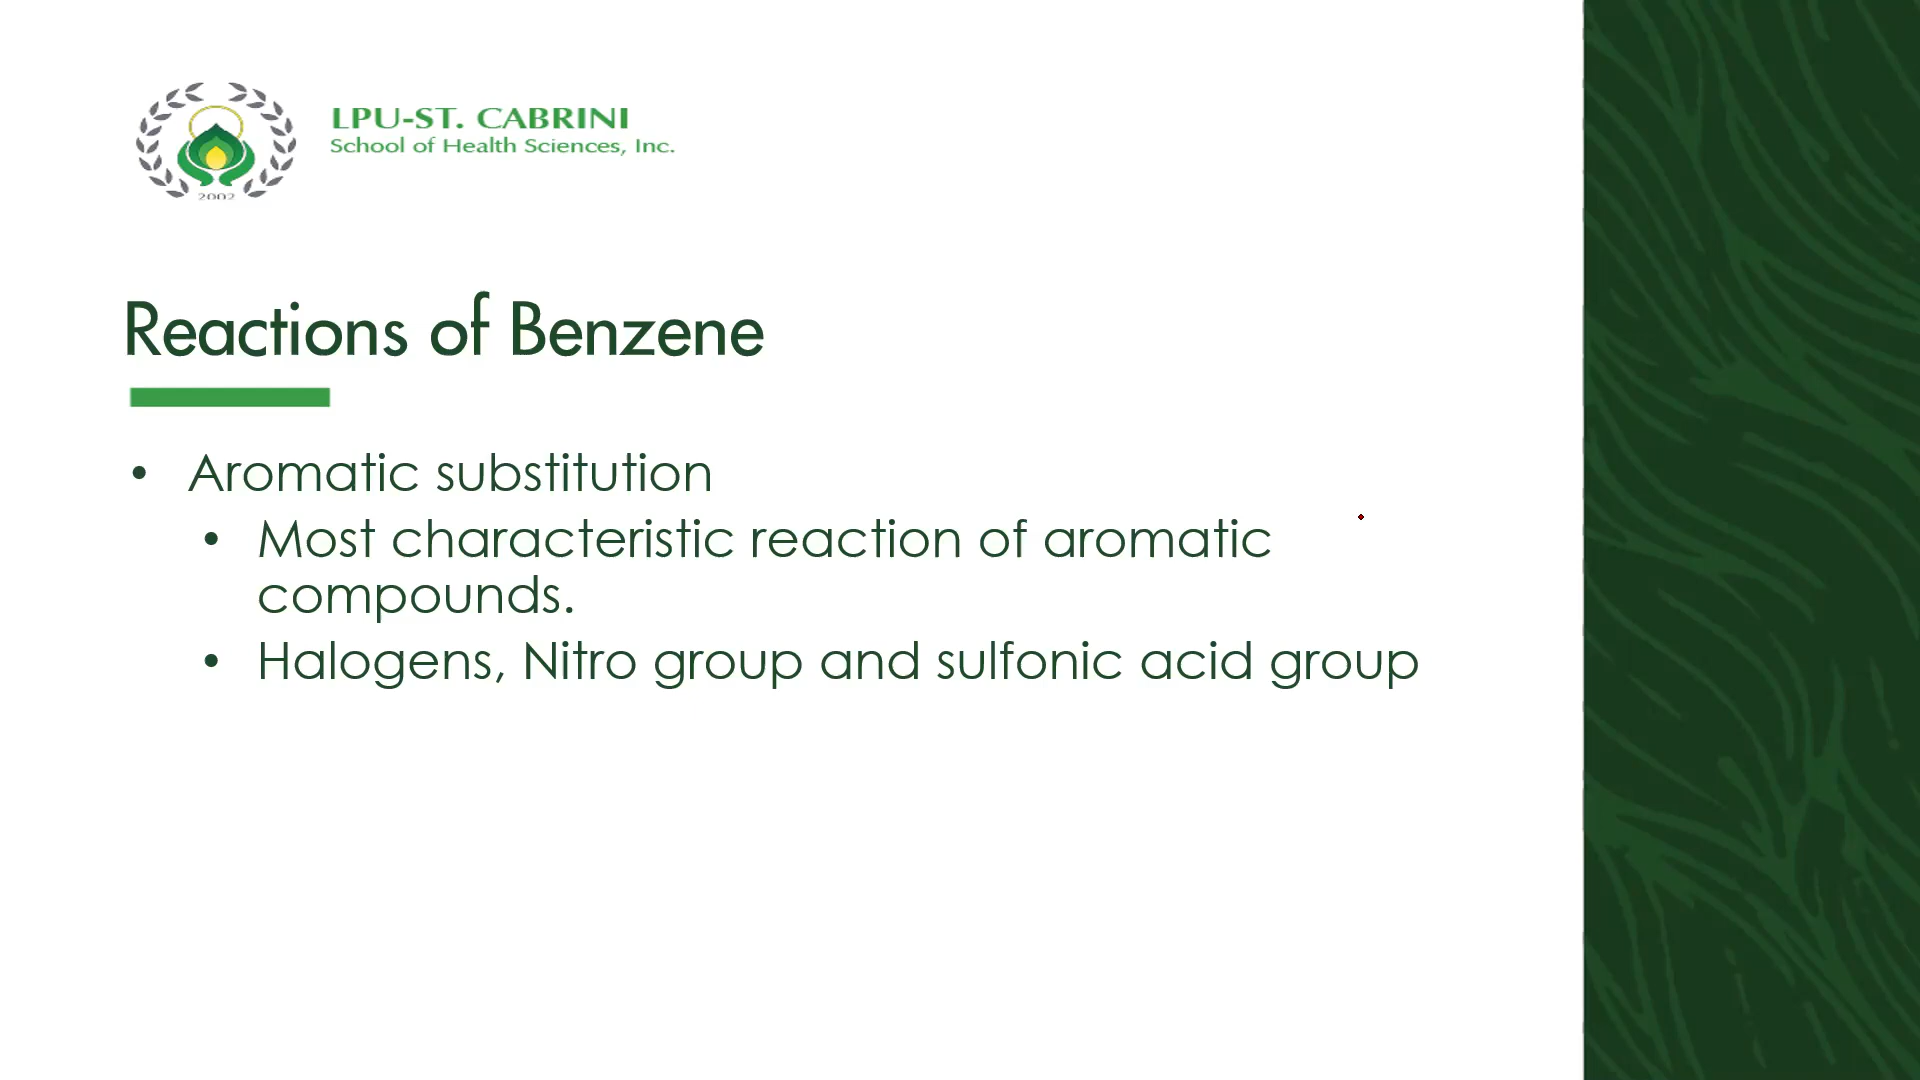 LPU-ST. CABRINI
School of Health Sciences, Inc.
2002
Reactions of Benzene
• Aromatic substitution
• Most characteristic reaction of aromatic
compounds.
• Halogens, Nitro group and sulfonic acid group